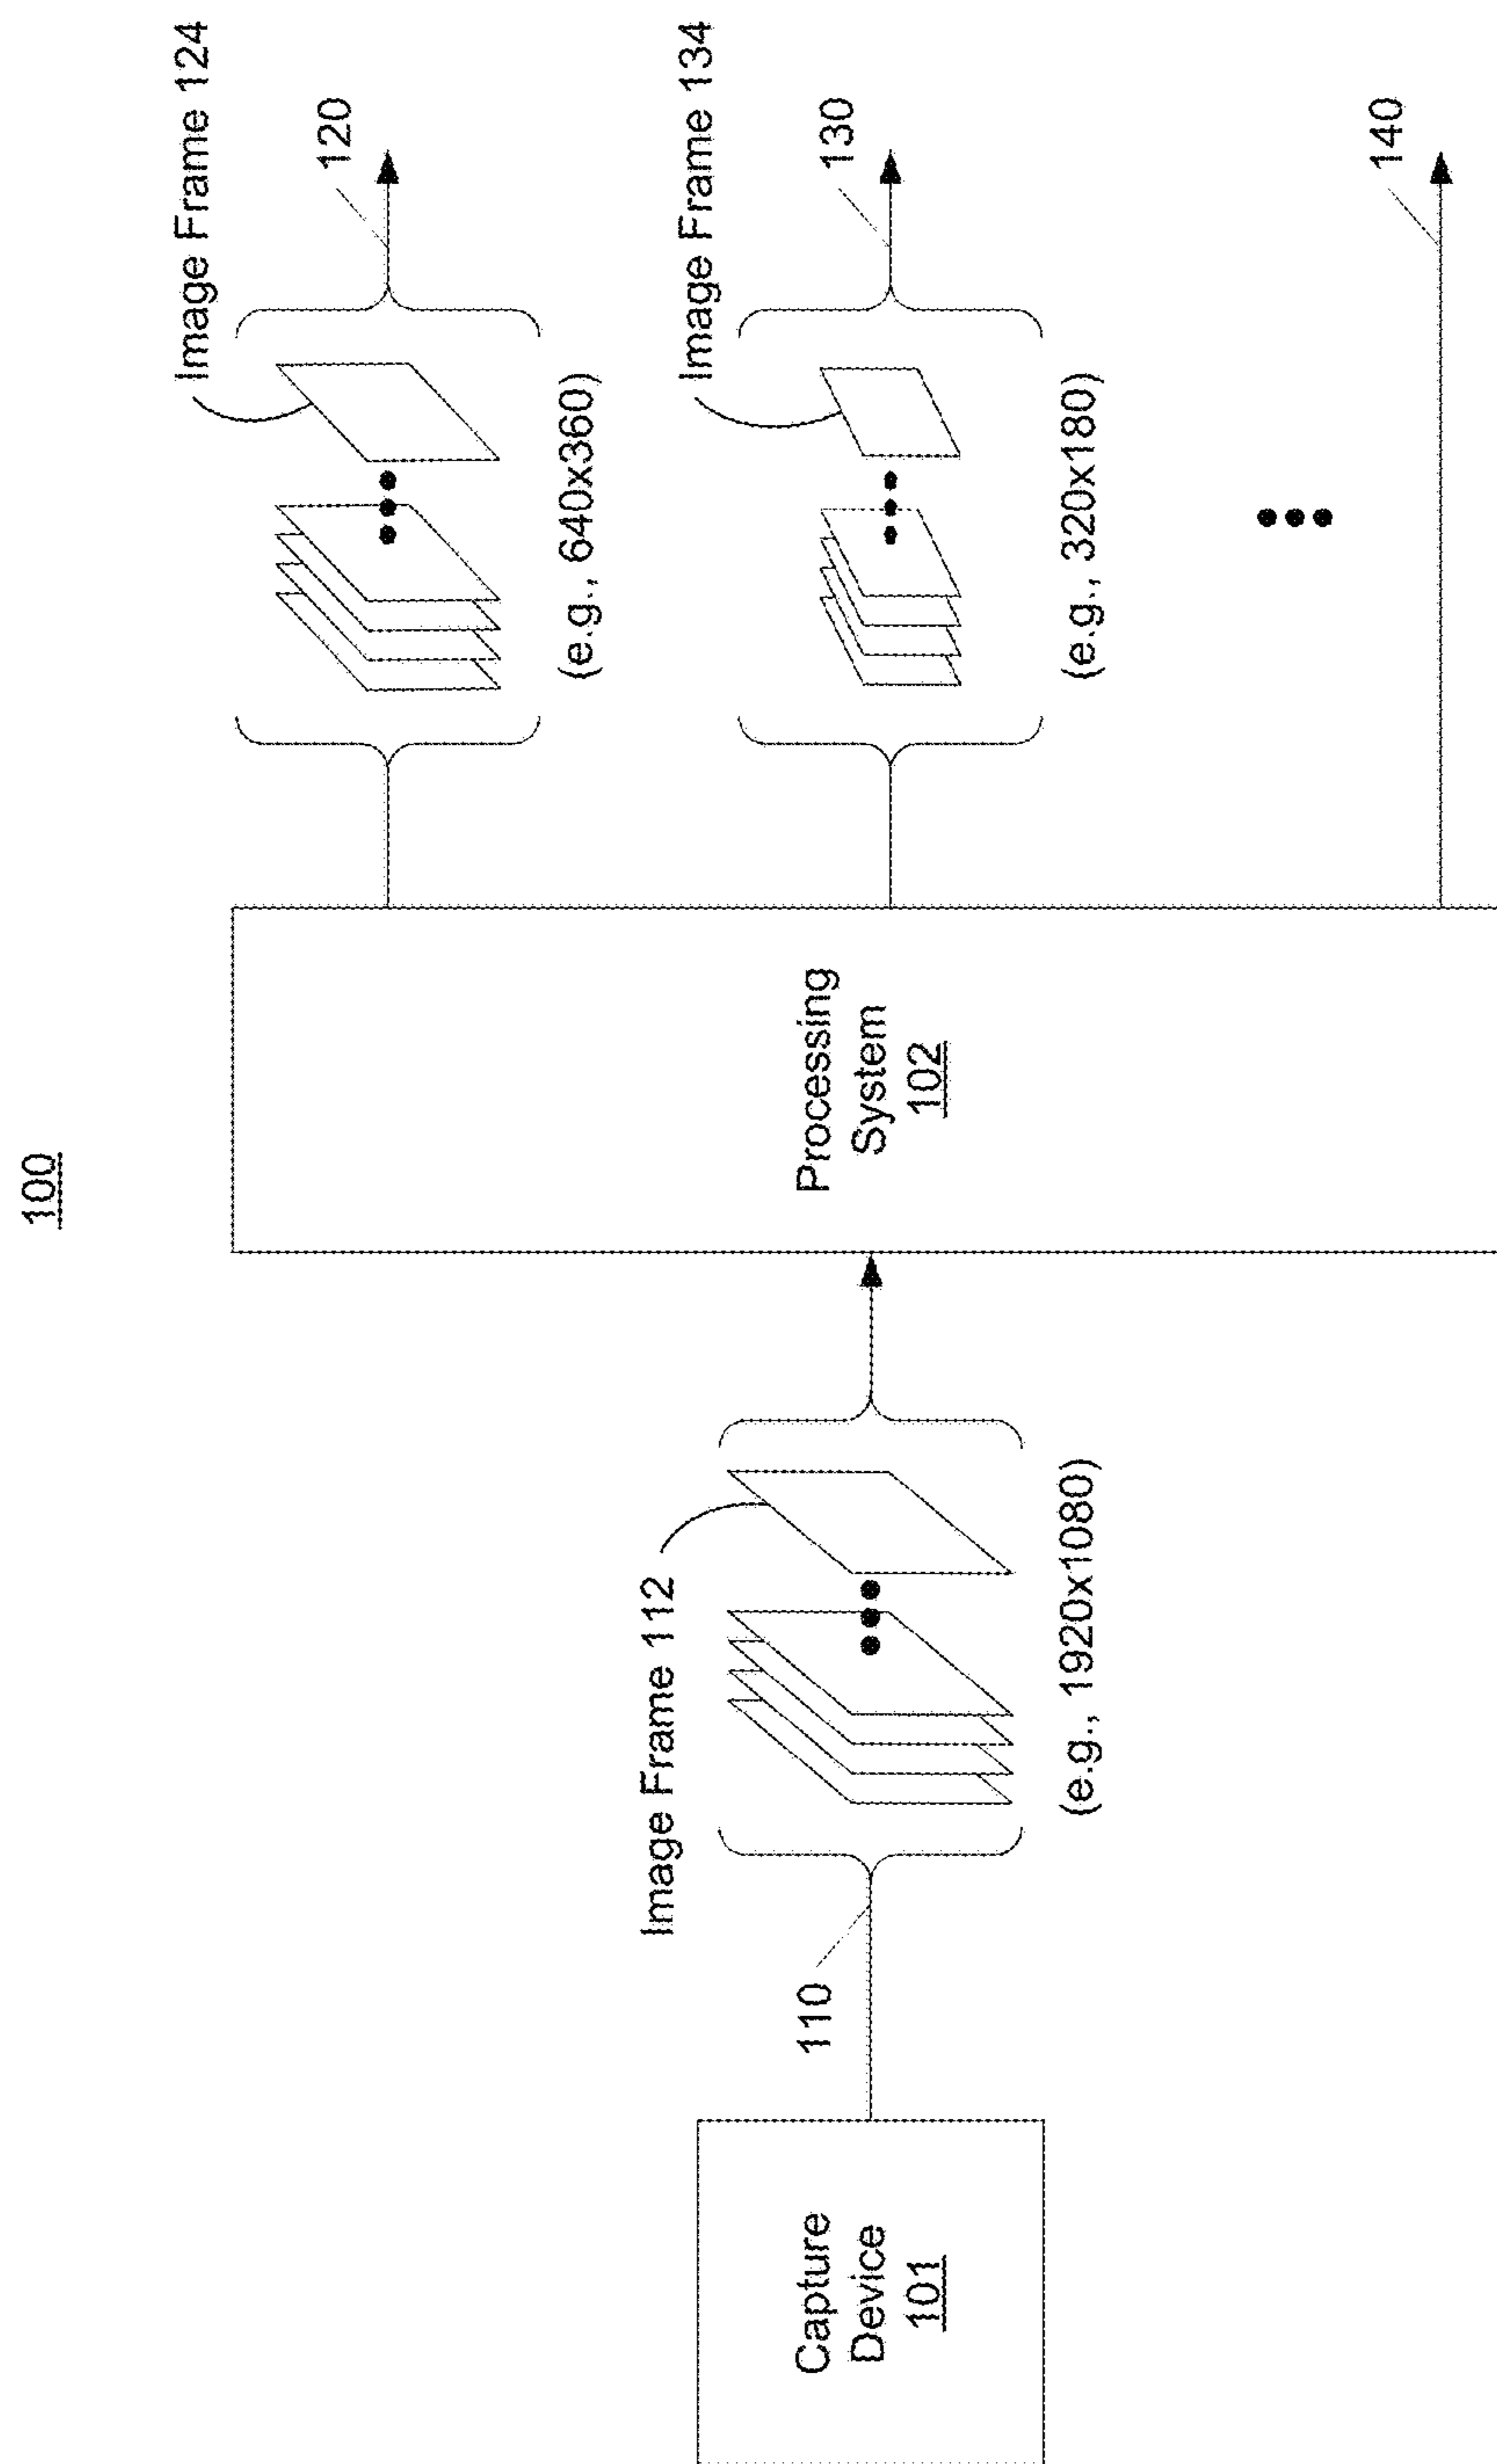 100
Capture
Device
101
110
Image Frame 112
(e.g., 1920x1080)
Processing
System
102
Image Frame 124
120
(e.g., 640x360)
Image Frame 134
130
(e.g., 320x180)
140